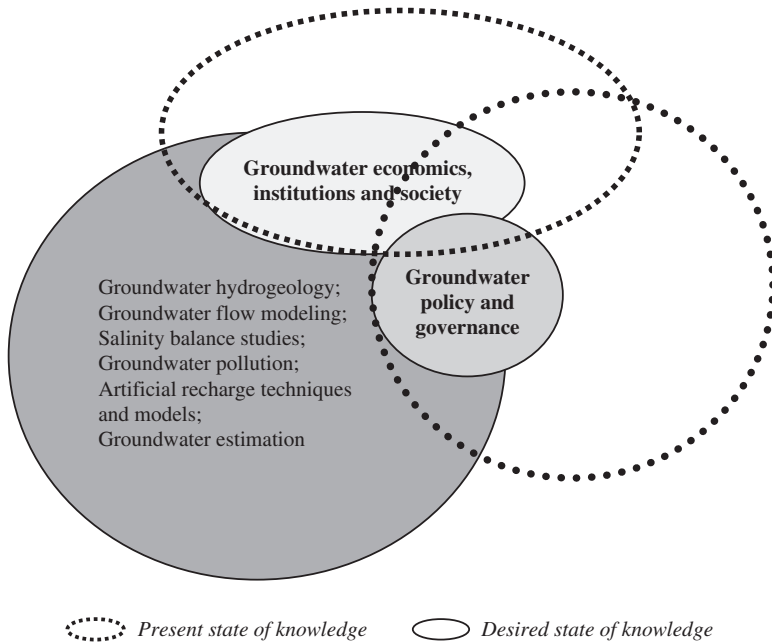 Groundwater economics,
institutions and society
Groundwater
policy and
governance
Groundwater hydrogeology;
Groundwater flow modeling;
Salinity balance studies;
Groundwater pollution;
Artificial recharge techniques
and models;
Groundwater estimation
Present state of knowledge
Desired state of knowledge